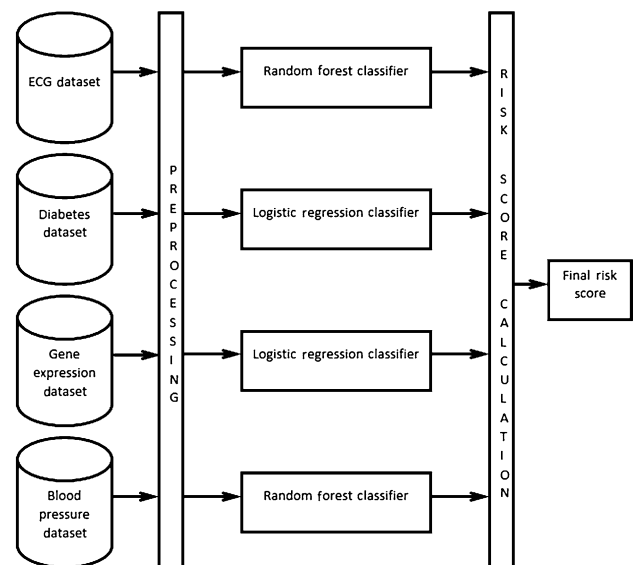 ECG dataset
Random forest classifier
Diabetes
dataset
Logistic regression classifier
Gene
expression
dataset
Logistic regression classifier
Blood
pressure
dataset
Random forest classifier
PREPROCESSING
RISK SCORE CALCULATION
Final risk
score